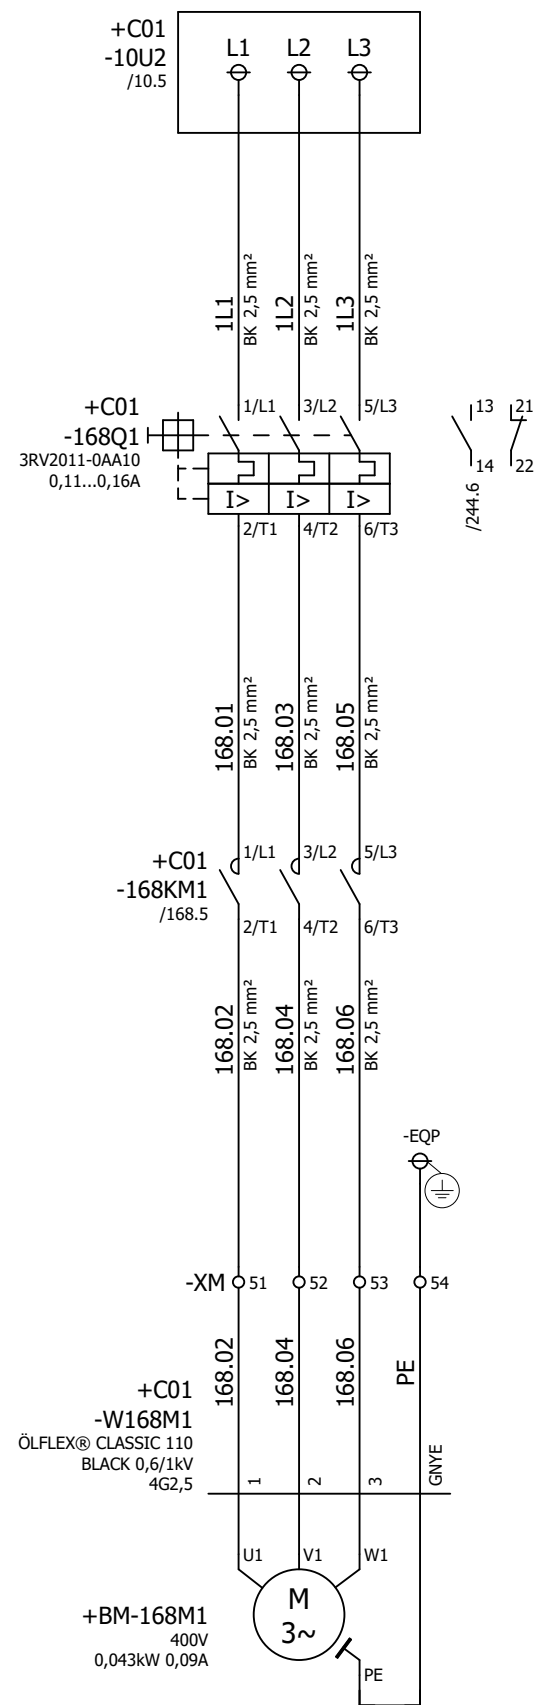 +C01
-10U2
/10.5
L1 L2 L3
1L1 BK 2,5 mm²
1L2 BK 2,5 mm²
1L3 BK 2,5 mm²
+C01
-168Q1
3RV2011-0AA10
0,11...0,16A
1/L1 3/L2 5/L3
I> I> I>
2/T1 4/T2 6/T3
13 21
14 22
/244.6
168.01 BK 2,5 mm²
168.03 BK 2,5 mm²
168.05 BK 2,5 mm²
+C01
-168KM1
/168.5
1/L1 3/L2 5/L3
2/T1 4/T2 6/T3
168.02 BK 2,5 mm²
168.04 BK 2,5 mm²
168.06 BK 2,5 mm²
-EQP
-XM 51 52 53 54
168.02
168.04
168.06
PE
+C01
-W168M1
ÖLFLEX® CLASSIC 110
BLACK 0,6/1kV
4G2,5
1
2
3
GNYE
U1 V1 W1
M
3~
+BM-168M1
400V
0,043kW 0,09A
PE